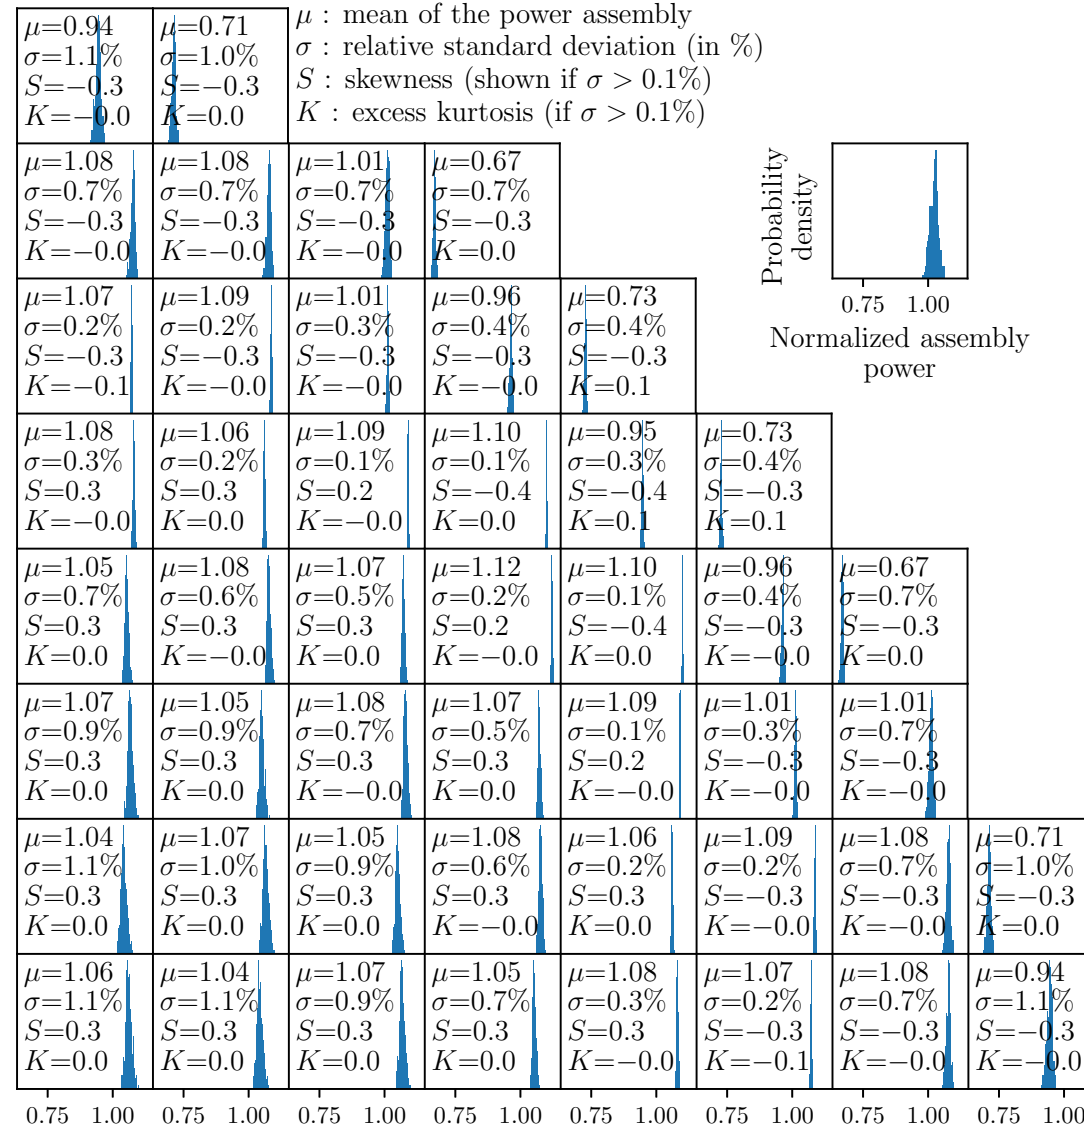 μ : mean of the power assembly
σ : relative standard deviation (in %)
S : skewness (shown if σ > 0.1%)
K : excess kurtosis (if σ > 0.1%)
μ=0.94 μ=0.71
σ=1.1% σ=1.0%
S=−0.3 S=−0.3
K=−0.0 K=0.0
μ=1.08 μ=1.08 μ=1.01 μ=0.67
σ=0.7% σ=0.7% σ=0.7% σ=0.7%
S=−0.3 S=−0.3 S=−0.3 S=−0.3
K=−0.0 K=−0.0 K=−0.0 K=0.0
Probability
density
0.75 1.00
Normalized assembly
power
μ=1.07 μ=1.09 μ=1.01 μ=0.96 μ=0.73
σ=0.2% σ=0.2% σ=0.3% σ=0.4% σ=0.4%
S=−0.3 S=−0.3 S=−0.3 S=−0.3 S=−0.3
K=−0.1 K=−0.0 K=−0.0 K=−0.0 K=0.1
μ=1.08 μ=1.06 μ=1.09 μ=1.10 μ=0.95 μ=0.73
σ=0.3% σ=0.2% σ=0.1% σ=0.1% σ=0.3% σ=0.4%
S=0.3 S=0.3 S=0.2 S=−0.4 S=−0.4 S=−0.3
K=−0.0 K=0.0 K=−0.0 K=0.0 K=0.1 K=0.1
μ=1.05 μ=1.08 μ=1.07 μ=1.12 μ=1.10 μ=0.96 μ=0.67
σ=0.7% σ=0.6% σ=0.5% σ=0.2% σ=0.1% σ=0.4% σ=0.7%
S=0.3 S=0.3 S=0.3 S=0.2 S=−0.4 S=−0.3 S=−0.3
K=0.0 K=−0.0 K=0.0 K=−0.0 K=0.0 K=−0.0 K=0.0
μ=1.07 μ=1.05 μ=1.08 μ=1.07 μ=1.09 μ=1.01 μ=1.01
σ=0.9% σ=0.9% σ=0.7% σ=0.5% σ=0.1% σ=0.3% σ=0.7%
S=0.3 S=0.3 S=0.3 S=0.3 S=0.2 S=−0.3 S=−0.3
K=0.0 K=0.0 K=−0.0 K=0.0 K=−0.0 K=−0.0 K=−0.0
μ=1.04 μ=1.07 μ=1.05 μ=1.08 μ=1.06 μ=1.09 μ=1.08 μ=0.71
σ=1.1% σ=1.0% σ=0.9% σ=0.6% σ=0.2% σ=0.2% σ=0.7% σ=1.0%
S=0.3 S=0.3 S=0.3 S=0.3 S=0.3 S=−0.3 S=−0.3 S=−0.3
K=0.0 K=0.0 K=0.0 K=−0.0 K=0.0 K=−0.0 K=−0.0 K=0.0
μ=1.06 μ=1.04 μ=1.07 μ=1.05 μ=1.08 μ=1.07 μ=1.08 μ=0.94
σ=1.1% σ=1.1% σ=0.9% σ=0.7% σ=0.3% σ=0.2% σ=0.7% σ=1.1%
S=0.3 S=0.3 S=0.3 S=0.3 S=0.3 S=−0.3 S=−0.3 S=−0.3
K=0.0 K=0.0 K=0.0 K=0.0 K=−0.0 K=−0.1 K=−0.0 K=−0.0
0.75 1.00 0.75 1.00 0.75 1.00 0.75 1.00 0.75 1.00 0.75 1.00 0.75 1.00 0.75 1.00